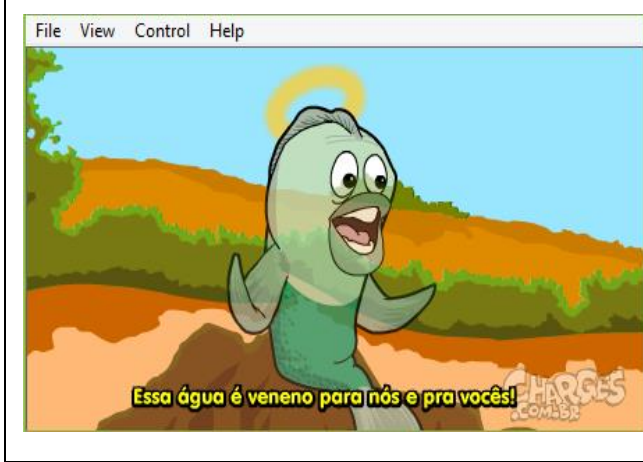 File View Control Help
Essa água é veneno para nós e pra vocês!
CHARGES
.COM.BR